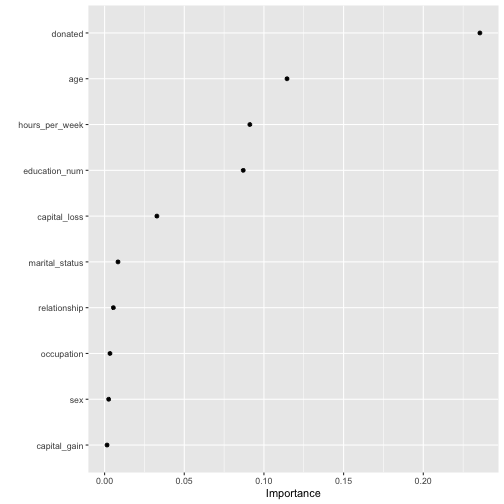 donated
age
hours_per_week
education_num
capital_loss
marital_status
relationship
occupation
sex
capital_gain
0.00 0.05 0.10 0.15 0.20
Importance